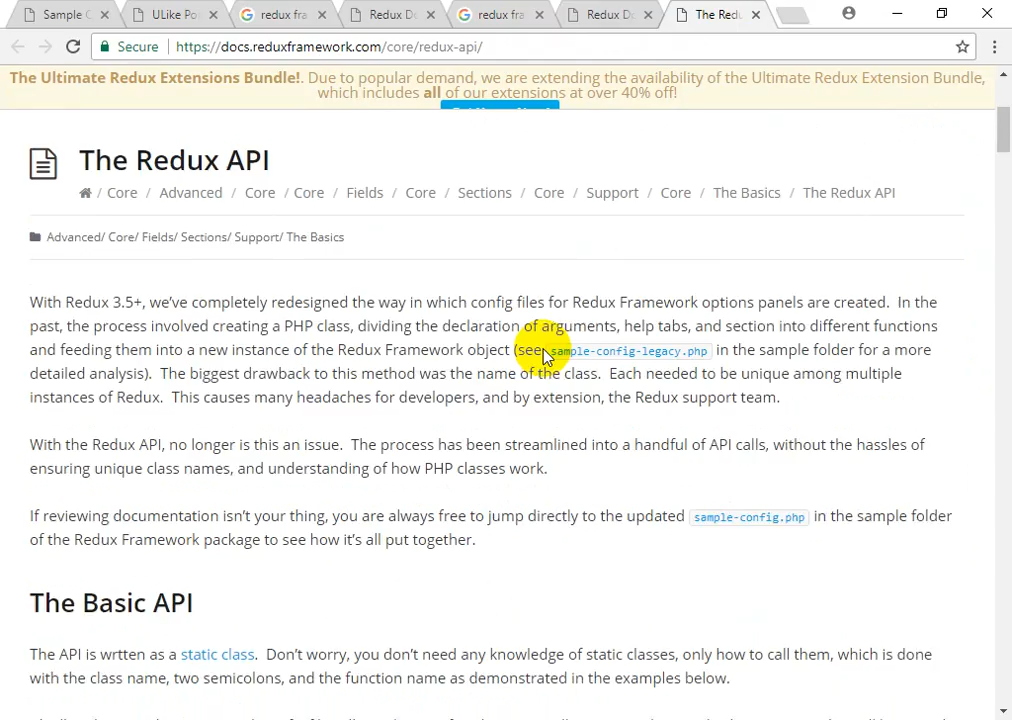 Sample C
ULike Po
redux fra
Redux D
redux fra
Redux D
The Redu
Secure
https://docs.reduxframework.com/core/redux-api/
The Ultimate Redux Extensions Bundle!. Due to popular demand, we are extending the availability of the Ultimate Redux Extension Bundle,
which includes all of our extensions at over 40% off!
The Redux API
/ Core / Advanced / Core / Core / Fields / Core / Sections / Core / Support / Core / The Basics / The Redux API
Advanced/ Core/ Fields/ Sections/ Support/ The Basics
With Redux 3.5+, we've completely redesigned the way in which config files for Redux Framework options panels are created. In the
past, the process involved creating a PHP class, dividing the declaration of arguments, help tabs, and section into different functions
and feeding them into a new instance of the Redux Framework object (see sample-config-legacy.php in the sample folder for a more
detailed analysis). The biggest drawback to this method was the name of the class. Each needed to be unique among multiple
instances of Redux. This causes many headaches for developers, and by extension, the Redux support team.
With the Redux API, no longer is this an issue. The process has been streamlined into a handful of API calls, without the hassles of
ensuring unique class names, and understanding of how PHP classes work.
If reviewing documentation isn't your thing, you are always free to jump directly to the updated sample-config.php in the sample folder
of the Redux Framework package to see how it's all put together.
The Basic API
The API is wrtten as a static class. Don't worry, you don't need any knowledge of static classes, only how to call them, which is done
with the class name, two semicolons, and the function name as demonstrated in the examples below.